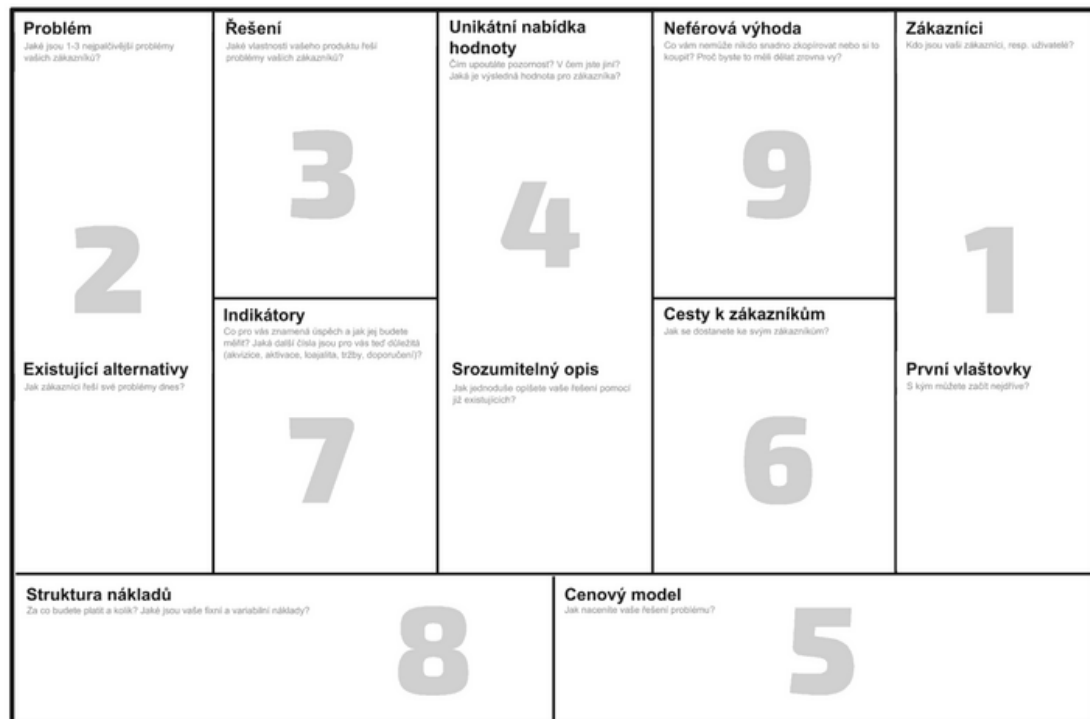 Problém
Jaké jsou 1-3 nejpalčivější problémy
vašich zákazníků?
2
Existující alternativy
Jak zákazníci řeší své problémy dnes?
Řešení
Jaké vlastnosti vašeho produktu řeší
problémy vašich zákazníků?
3
Indikátory
Co pro vás znamená úspěch a jak jej budete
měřit? Jaká další čísla jsou pro vás teď důležitá
(akvizice, aktivace, loajalita, tržby, doporučení)?
7
Unikátní nabídka
hodnoty
Čím upoutáte pozornost? V čem jste jiní?
Jaká je výsledná hodnota pro zákazníka?
4
Srozumitelný opis
Jak jednoduše opíšete vaše řešení pomocí
již existujících?
Neférová výhoda
Co vám nemůže nikdo snadno zkopírovat nebo si to
koupit? Proč byste to měli dělat zrovna vy?
9
Cesty k zákazníkům
Jak se dostanete ke svým zákazníkům?
6
Zákazníci
Kdo jsou vaši zákazníci, resp. uživatelé?
1
První vlaštovky
S kým můžete začít nejdříve?
Struktura nákladů
Za co budete platit a kolik? Jaké jsou vaše fixní a variabilní náklady?
8
Cenový model
Jak naceníte vaše řešení problému?
5